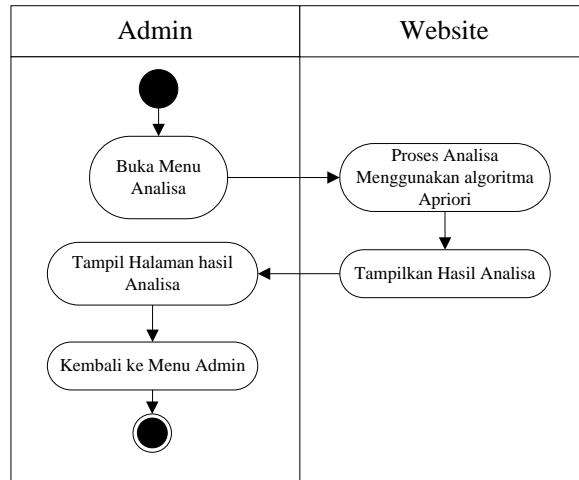 Admin
Website
Buka Menu
Analisa
Proses Analisa
Menggunakan algoritma
Apriori
Tampilkan Hasil Analisa
Tampil Halaman hasil
Analisa
Kembali ke Menu Admin